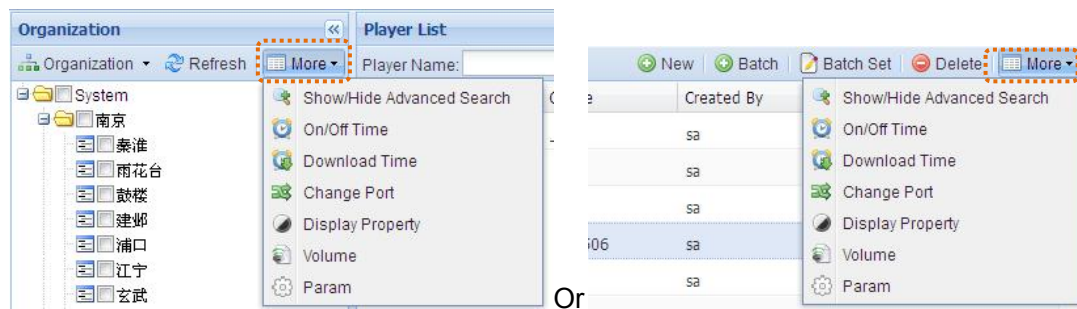 Organization
Player List
Organization Refresh More
Player Name:
System
南京
秦淮
雨花台
鼓楼
建邺
浦口
江宁
玄武
Show/Hide Advanced Search
On/Off Time
Download Time
Change Port
Display Property
Volume
Param
Or
New Batch Batch Set Delete More
e Created By
sa
sa
sa
506 sa
sa
Show/Hide Advanced Search
On/Off Time
Download Time
Change Port
Display Property
Volume
Param